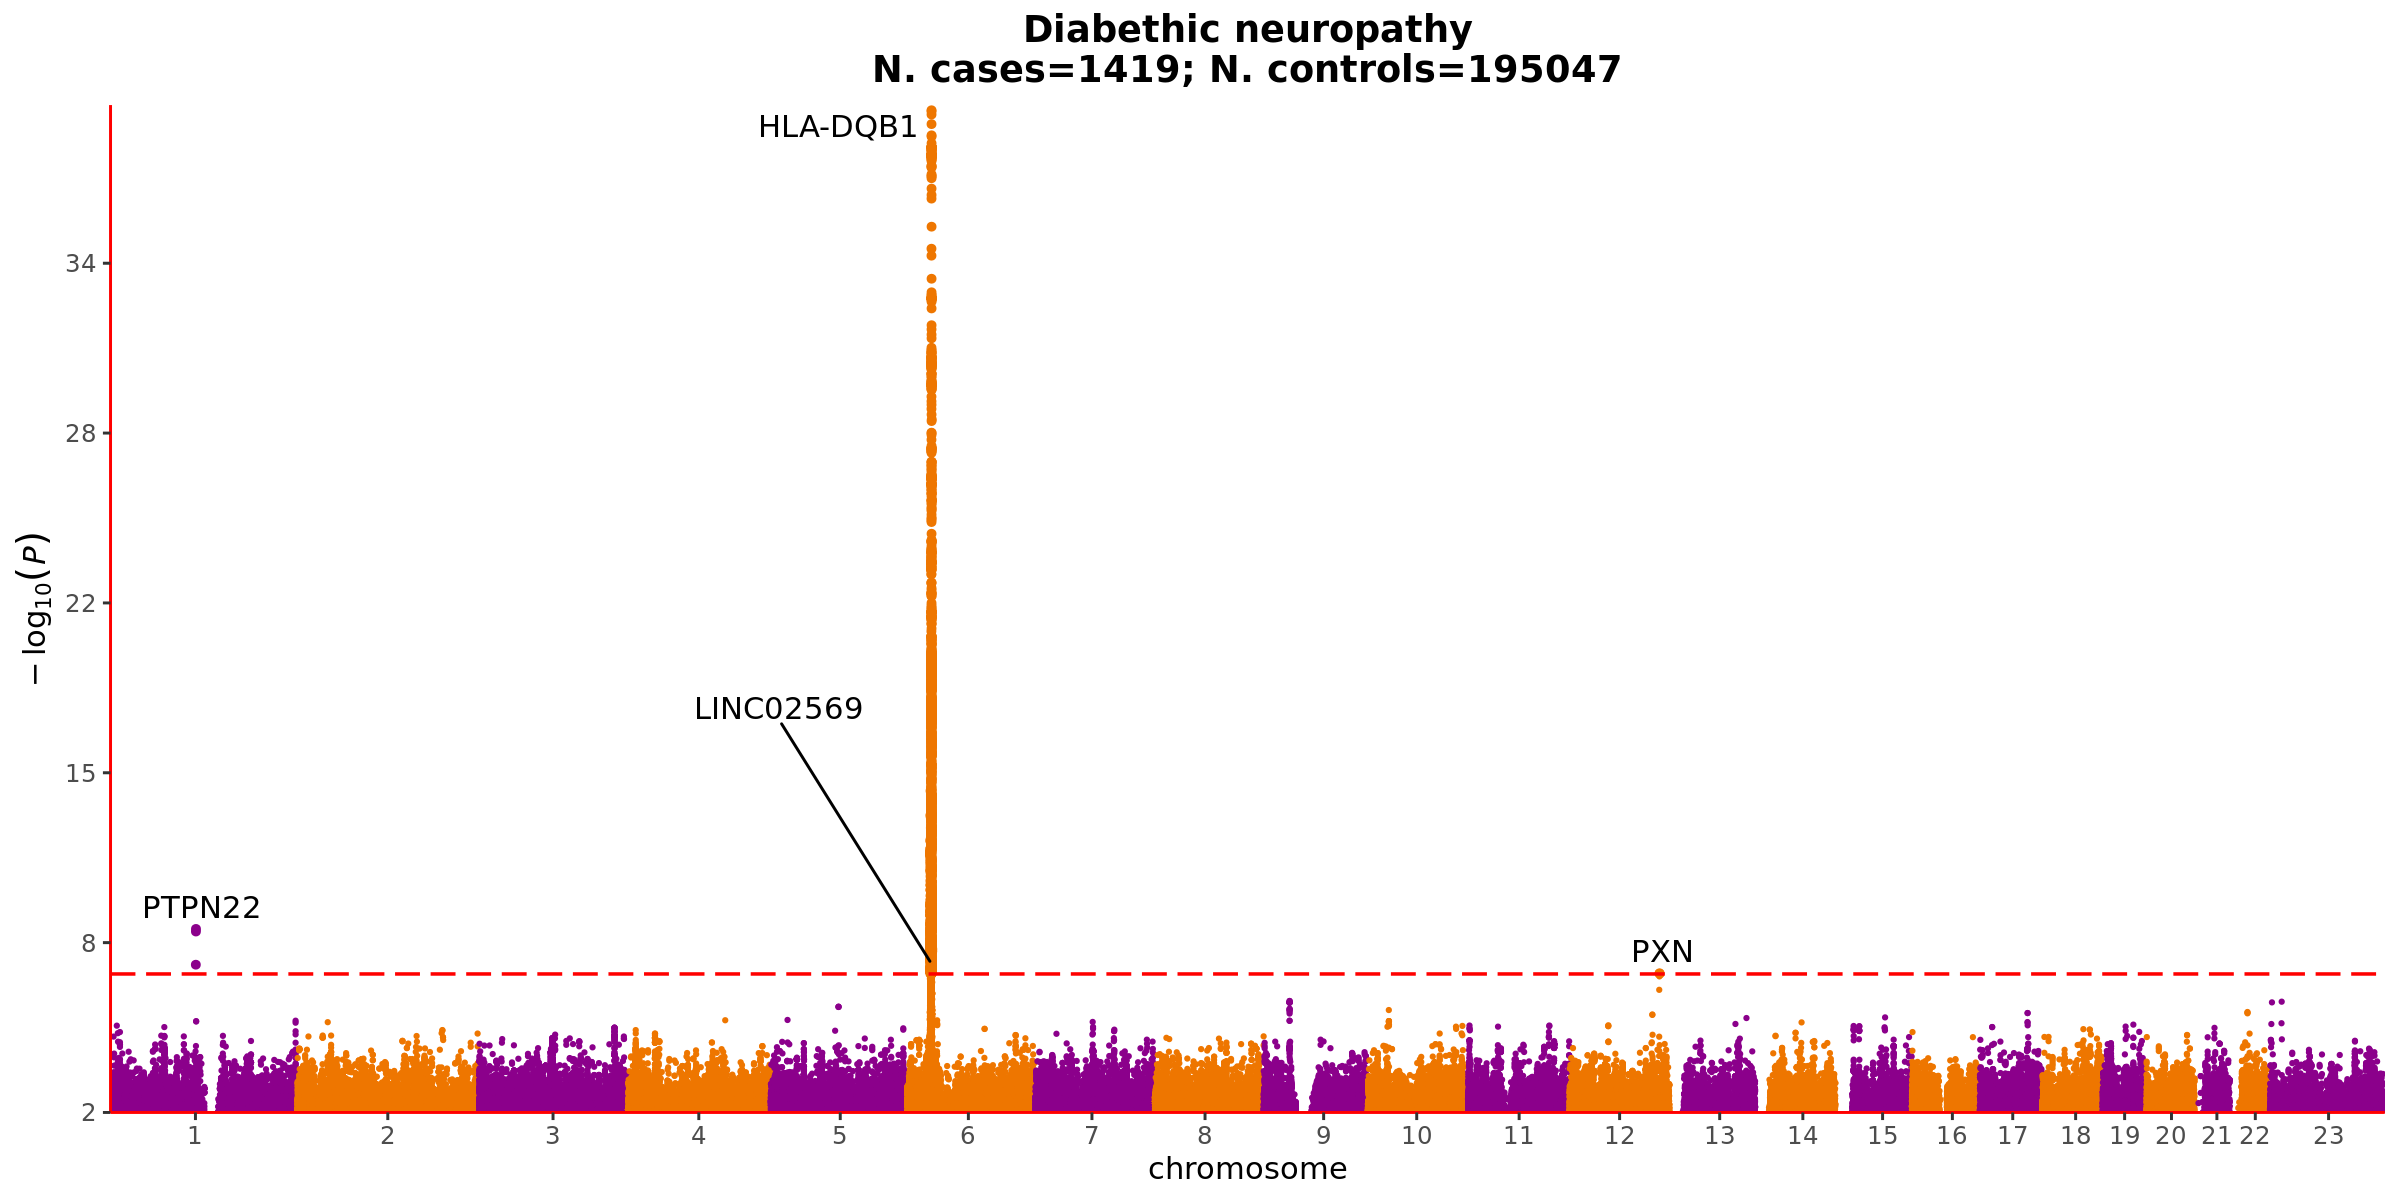 Diabethic neuropathy
N. cases=1419; N. controls=195047
HLA-DQB1
34
28
22
− log10(P)
LINC02569
15
PTPN22
8
PXN
2
1 2 3 4 5 6 7 8 9 10 11 12 13 14 15 16 17 18 19 20 21 22 23
chromosome